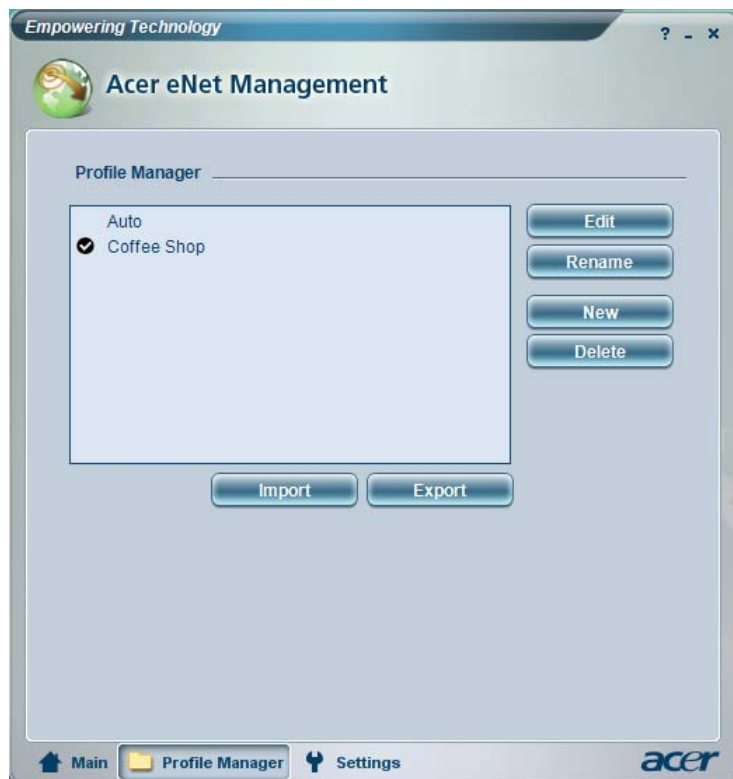 Empowering Technology
? - x
Acer eNet Management
Profile Manager
Auto
Coffee Shop
Edit
Rename
New
Delete
Import
Export
Main
Profile Manager
Settings
acer